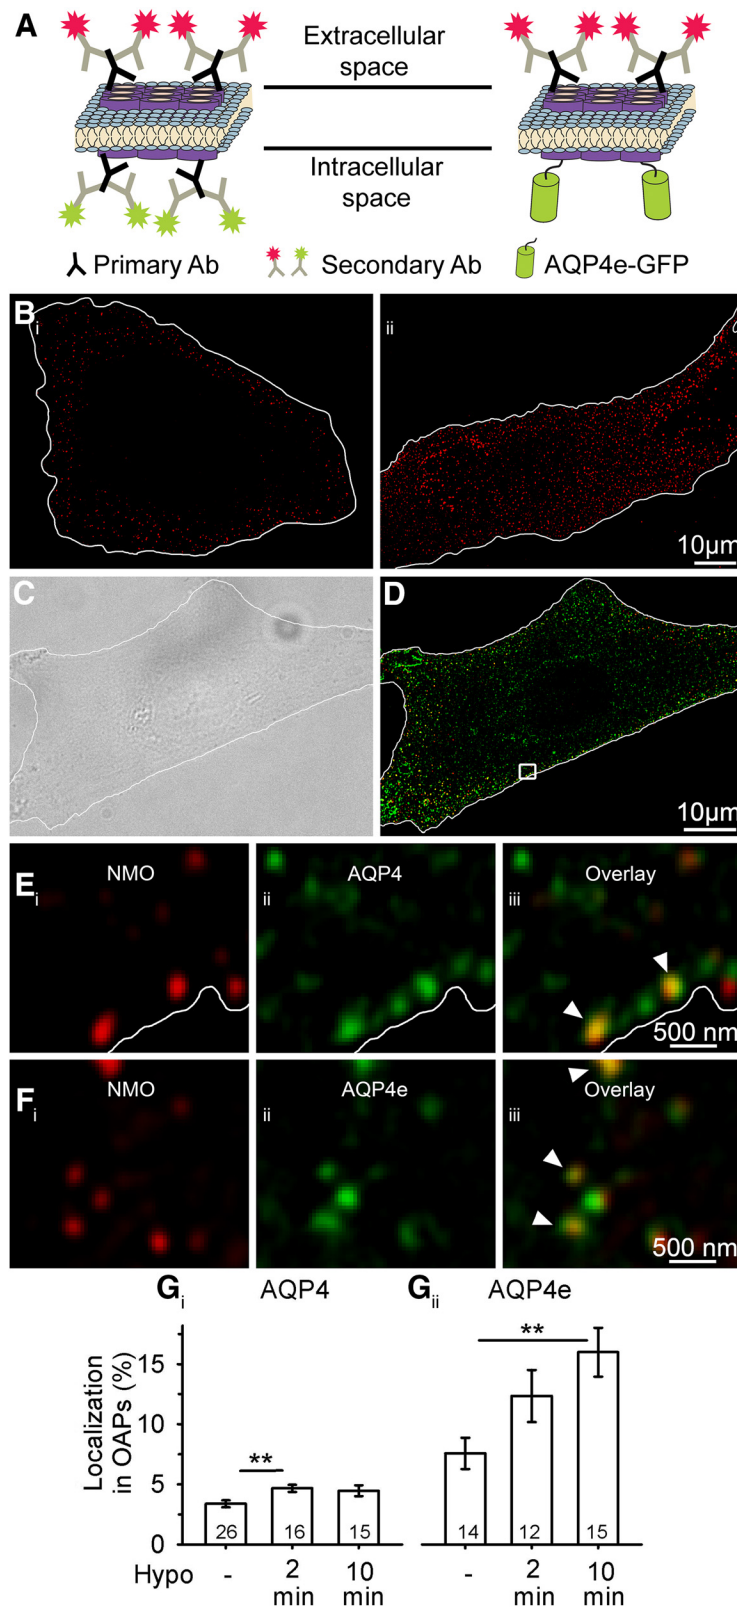 A
Extracellular
space
Intracellular
space
Primary Ab
Secondary Ab
AQP4e-GFP
B
i
ii
10µm
C
D
10µm
E
i
NMO
ii
AQP4
iii
Overlay
500 nm
F
i
NMO
ii
AQP4e
iii
Overlay
500 nm
Gi
AQP4
Gii
AQP4e
Localization
in OAPs (%)
15
10
5
0
**
**
26
16
15
14
12
15
Hypo
-
2
min
10
min
-
2
min
10
min